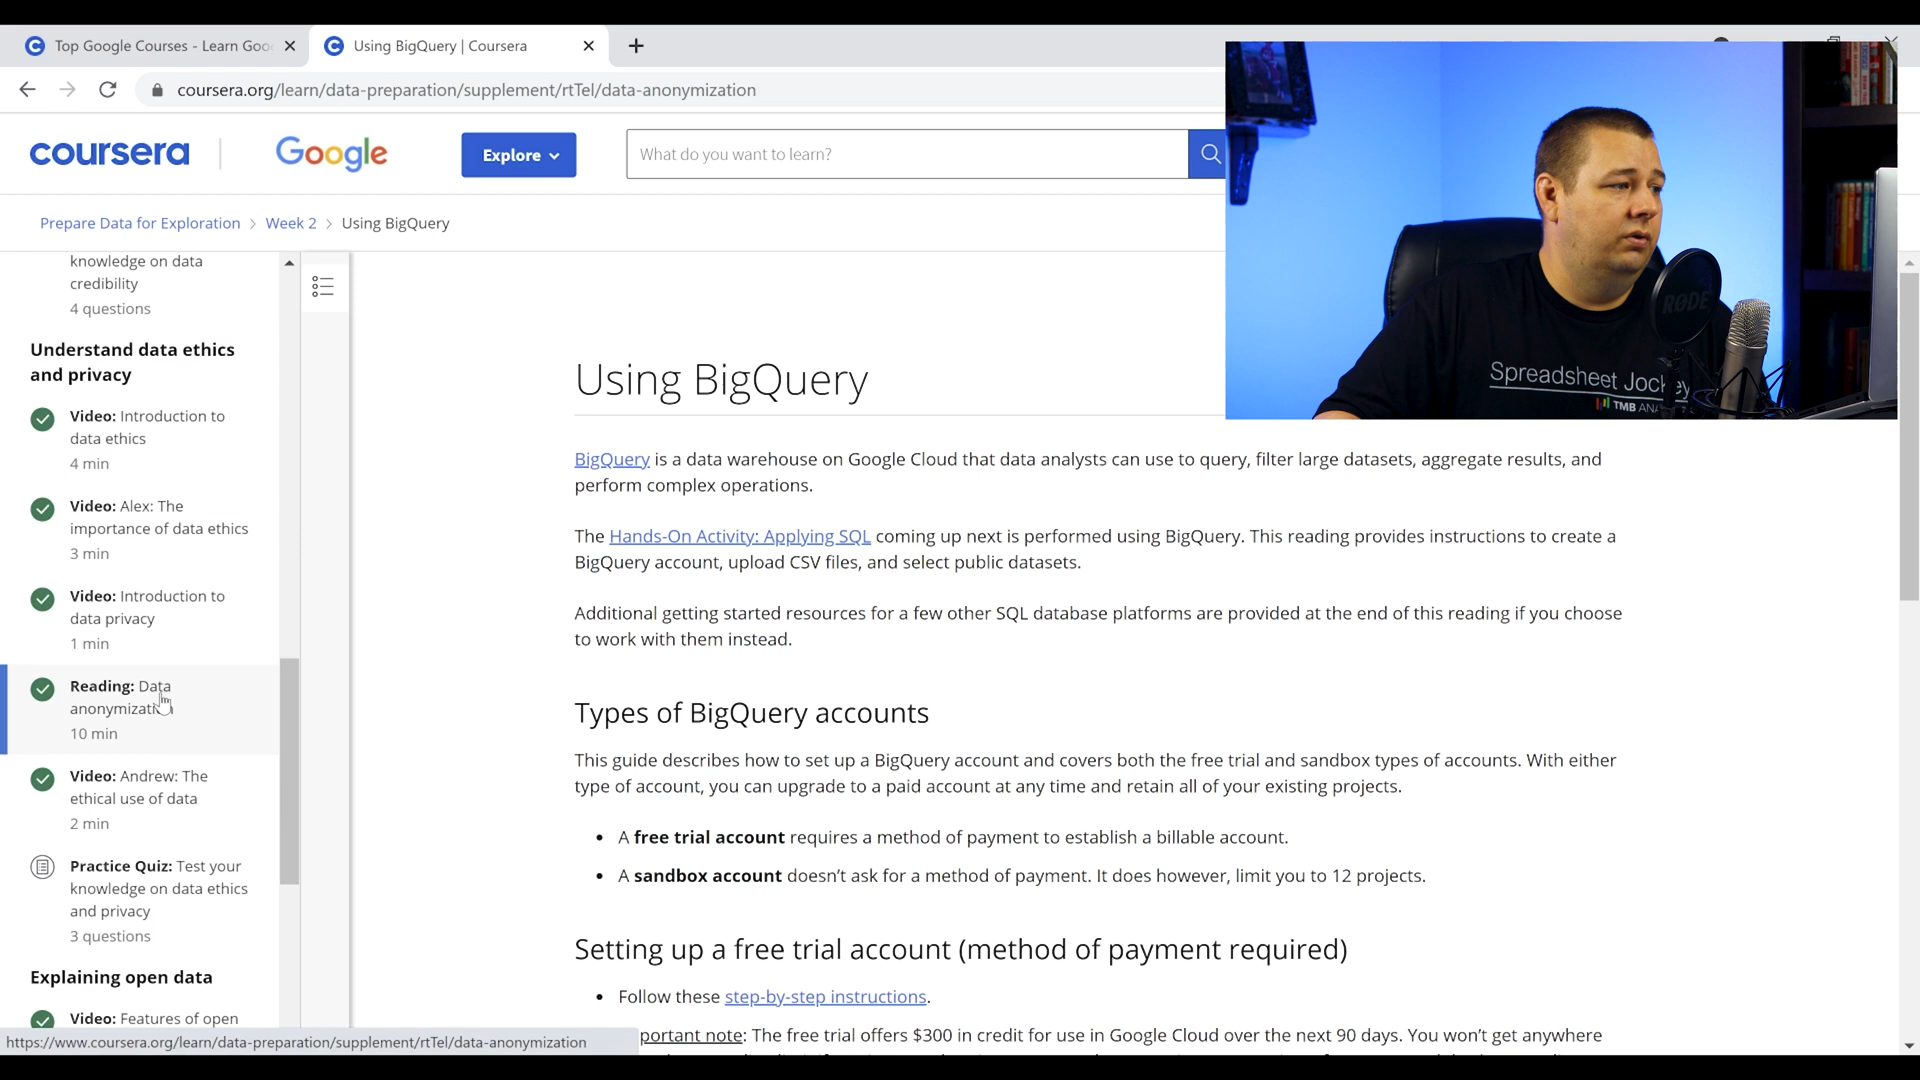 Top Google Courses - Learn Goo
Using BigQuery | Coursera
coursera.org/learn/data-preparation/supplement/rtTel/data-anonymization
coursera
Google
Explore
What do you want to learn?
Prepare Data for Exploration > Week 2 > Using BigQuery
knowledge on data
credibility
4 questions
Understand data ethics
and privacy
Video: Introduction to
data ethics
4 min
Video: Alex: The
importance of data ethics
3 min
Video: Introduction to
data privacy
1 min
Reading: Data
anonymization
10 min
Video: Andrew: The
ethical use of data
2 min
Practice Quiz: Test your
knowledge on data ethics
and privacy
3 questions
Explaining open data
Video: Features of open
https://www.coursera.org/learn/data-preparation/supplement/rtTel/data-anonymization
Using BigQuery
BigQuery is a data warehouse on Google Cloud that data analysts can use to query, filter large datasets, aggregate results, and
perform complex operations.
The Hands-On Activity: Applying SQL coming up next is performed using BigQuery. This reading provides instructions to create a
BigQuery account, upload CSV files, and select public datasets.
Additional getting started resources for a few other SQL database platforms are provided at the end of this reading if you choose
to work with them instead.
Types of BigQuery accounts
This guide describes how to set up a BigQuery account and covers both the free trial and sandbox types of accounts. With either
type of account, you can upgrade to a paid account at any time and retain all of your existing projects.
• A free trial account requires a method of payment to establish a billable account.
• A sandbox account doesn't ask for a method of payment. It does however, limit you to 12 projects.
Setting up a free trial account (method of payment required)
• Follow these step-by-step instructions.
portant note: The free trial offers $300 in credit for use in Google Cloud over the next 90 days. You won't get anywhere
RØDE
Spreadsheet Jockey
TMB ANA